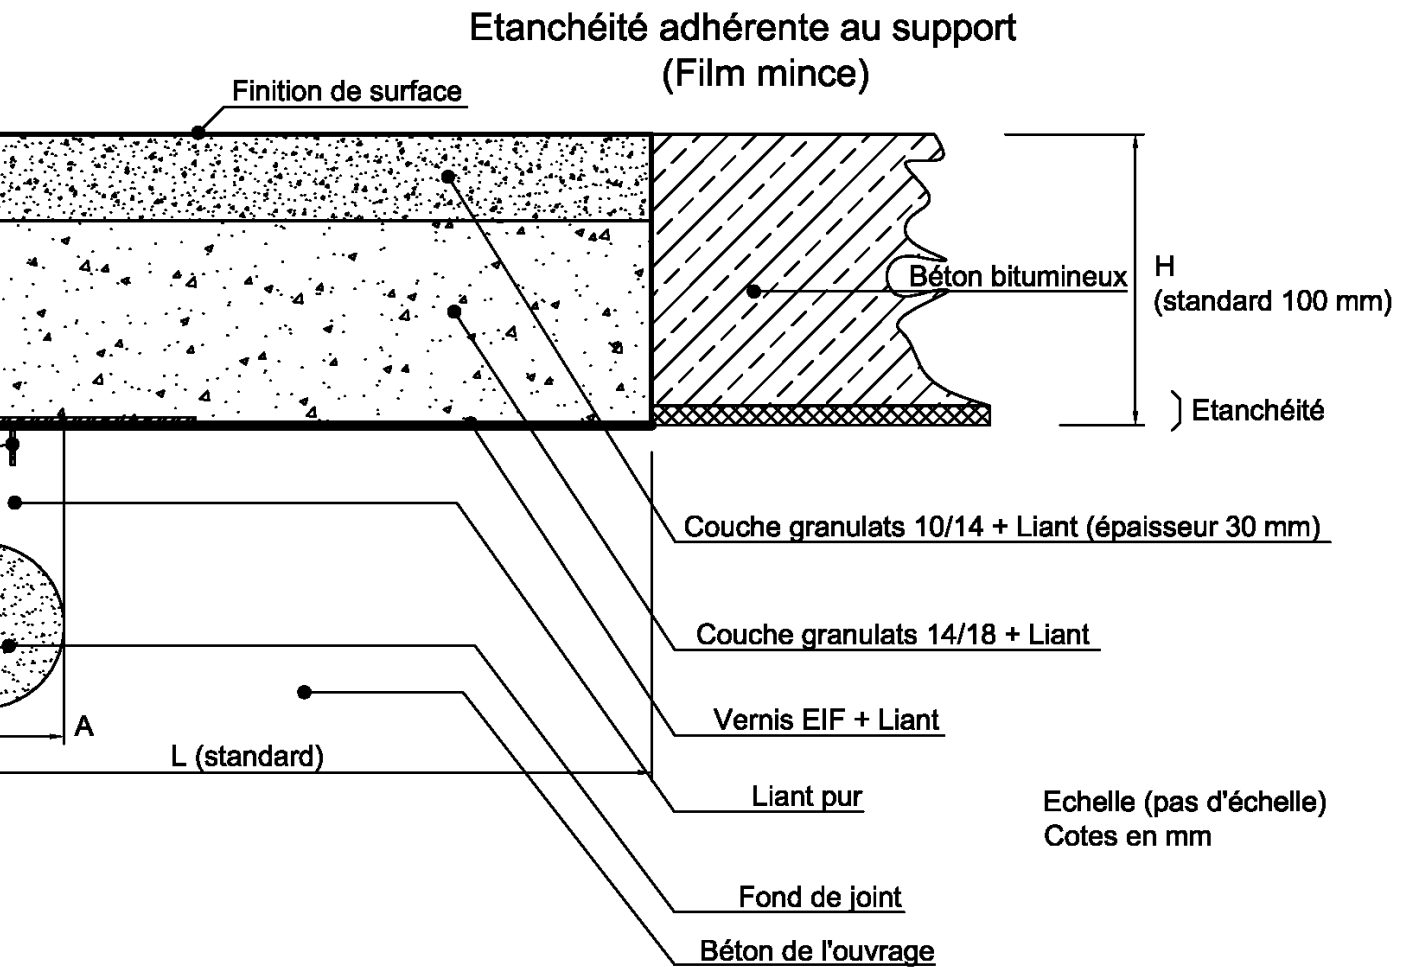 Etanchéité adhérente au support
(Film mince)
Finition de surface
Béton bitumineux
H
(standard 100 mm)
Etanchéité
Couche granulats 10/14 + Liant (épaisseur 30 mm)
Couche granulats 14/18 + Liant
Vernis EIF + Liant
A
L (standard)
Liant pur
Echelle (pas d'échelle)
Cotes en mm
Fond de joint
Béton de l'ouvrage